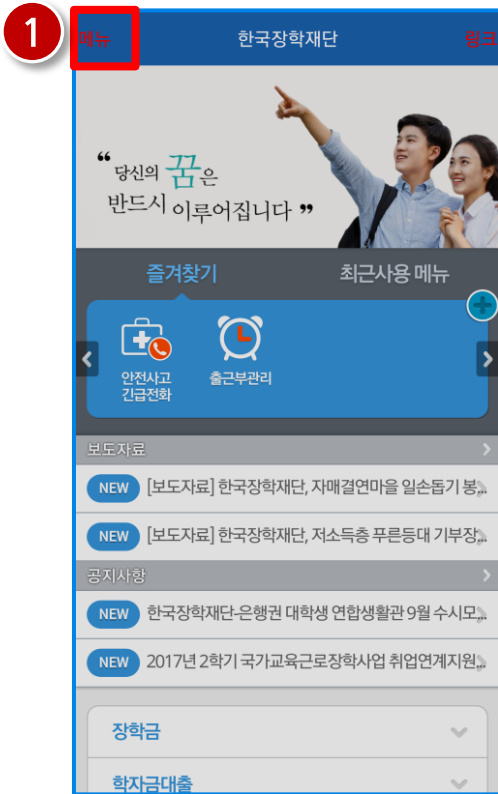 1
메뉴 한국장학재단 링크
“ 당신의 꿈은
반드시 이루어집니다 ”
즐겨찾기 최근사용 메뉴
안전사고
긴급전화
출근부관리
보도자료
NEW [보도자료] 한국장학재단, 자매결연마을 일손돕기 봉...
NEW [보도자료] 한국장학재단, 저소득층 푸른등대 기부장...
공지사항
NEW 한국장학재단-은행권 대학생 연합생활관 9월 수시모...
NEW 2017년 2학기 국가교육근로장학사업 취업연계지원...
장학금
학자금대출